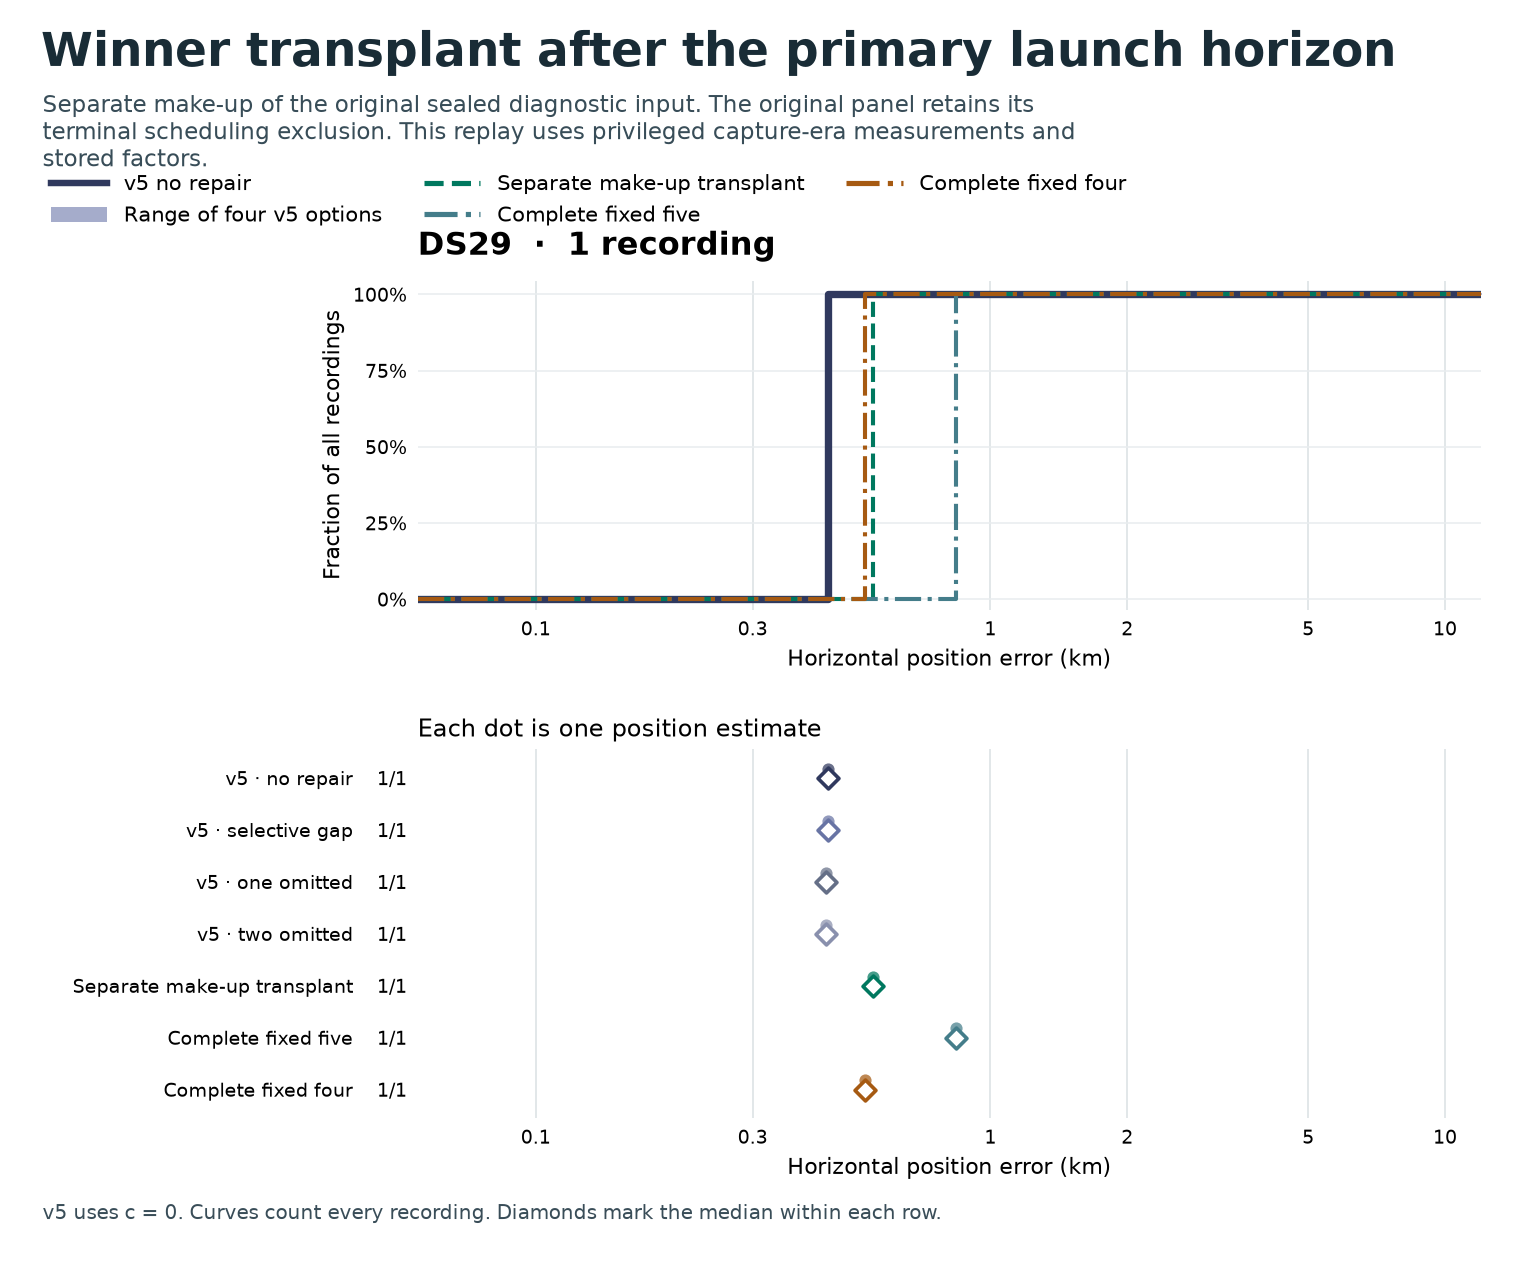 Winner transplant after the primary launch horizon
Separate make-up of the original sealed diagnostic input. The original panel retains its
terminal scheduling exclusion. This replay uses privileged capture-era measurements and
stored factors.
v5 no repair
Separate make-up transplant
Complete fixed four
Range of four v5 options
Complete fixed five
DS29 · 1 recording
Fraction of all recordings
100%
75%
50%
25%
0%
0.1 0.3 1 2 5 10
Horizontal position error (km)
Each dot is one position estimate
v5 · no repair 1/1
v5 · selective gap 1/1
v5 · one omitted 1/1
v5 · two omitted 1/1
Separate make-up transplant 1/1
Complete fixed five 1/1
Complete fixed four 1/1
0.1 0.3 1 2 5 10
Horizontal position error (km)
v5 uses c = 0. Curves count every recording. Diamonds mark the median within each row.